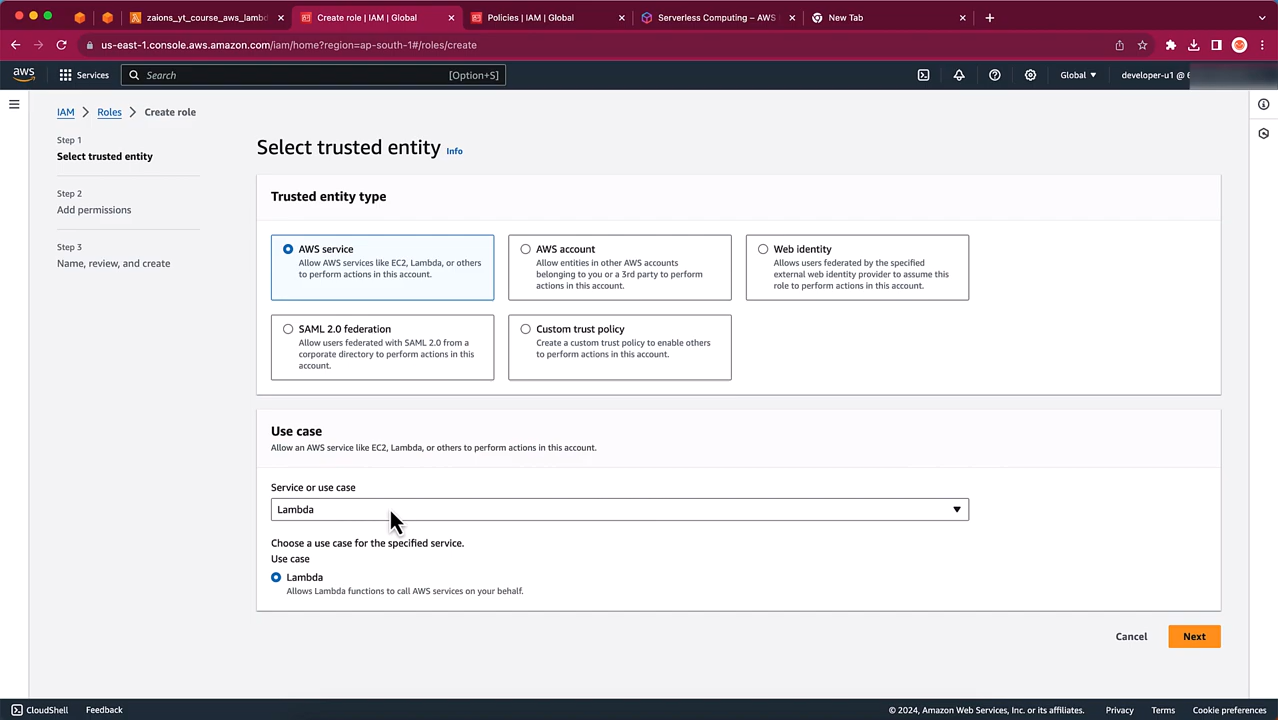 zaions_yt_course_aws_lambd
Create role | IAM | Global
Policies | IAM | Global
Serverless Computing – AWS
New Tab
us-east-1.console.aws.amazon.com/iam/home?region=ap-south-1#/roles/create
aws
Services
Search
[Option+S]
Global
developer-u1 @ 6
IAM
Roles
Create role
Step 1
Select trusted entity
Step 2
Add permissions
Step 3
Name, review, and create
Select trusted entity Info
Trusted entity type
AWS service
Allow AWS services like EC2, Lambda, or others
to perform actions in this account.
AWS account
Allow entities in other AWS accounts
belonging to you or a 3rd party to perform
actions in this account.
Web identity
Allows users federated by the specified
external web identity provider to assume this
role to perform actions in this account.
SAML 2.0 federation
Allow users federated with SAML 2.0 from a
corporate directory to perform actions in this
account.
Custom trust policy
Create a custom trust policy to enable others
to perform actions in this account.
Use case
Allow an AWS service like EC2, Lambda, or others to perform actions in this account.
Service or use case
Lambda
Choose a use case for the specified service.
Use case
Lambda
Allows Lambda functions to call AWS services on your behalf.
Cancel
Next
CloudShell
Feedback
© 2024, Amazon Web Services, Inc. or its affiliates.
Privacy
Terms
Cookie preferences